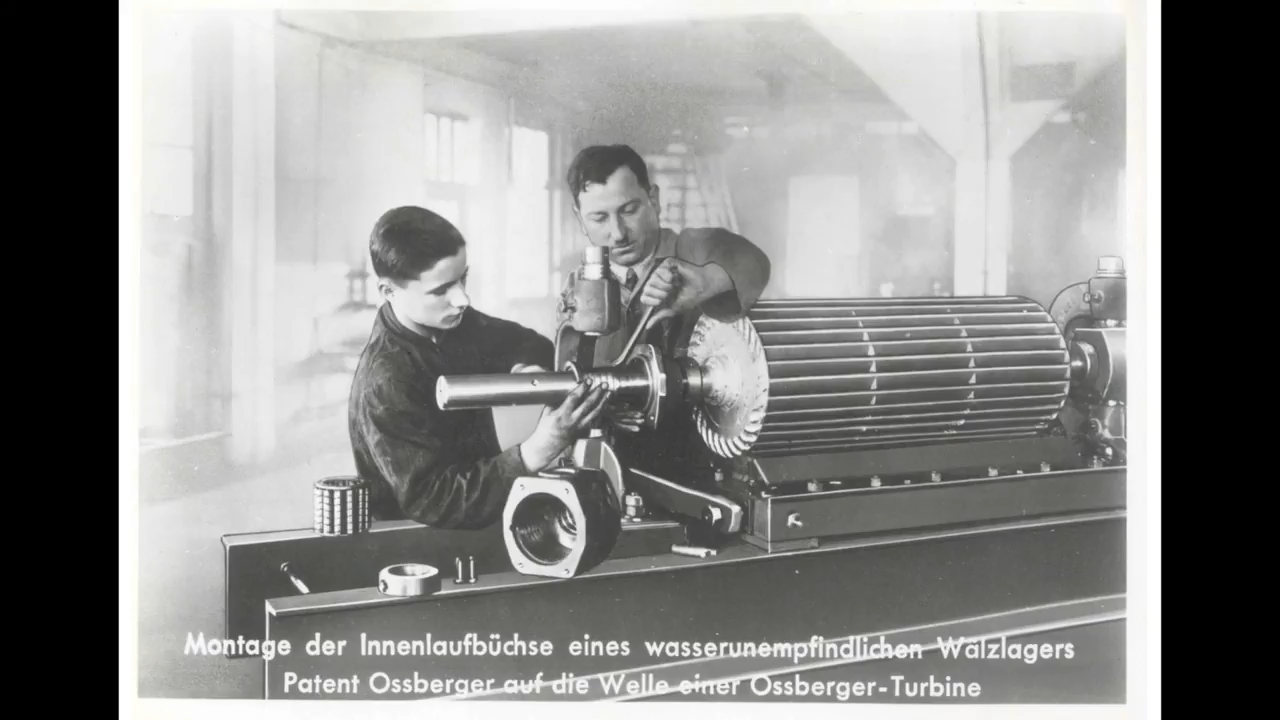 Montage der Innenlaufbüchse eines wasserunempfindlichen Wälzlagers
Patent Ossberger auf die Welle einer Ossberger-Turbine